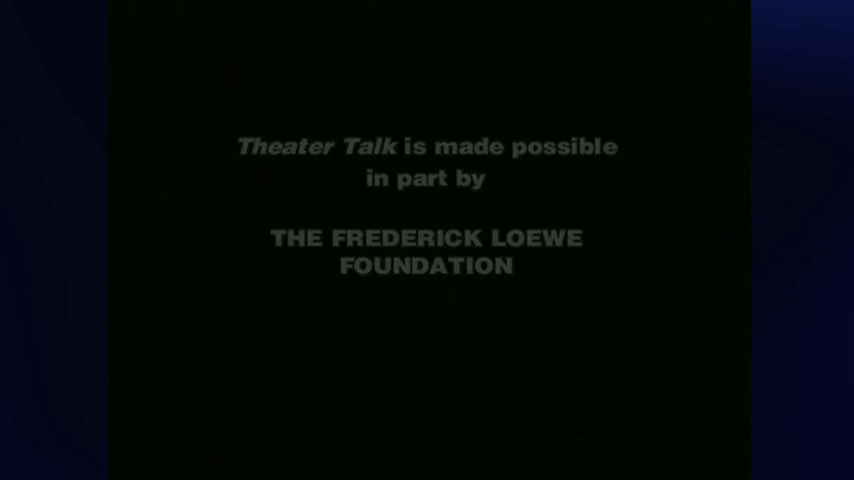 Theater Talk is made possible
in part by
THE FREDERICK LOEWE
FOUNDATION